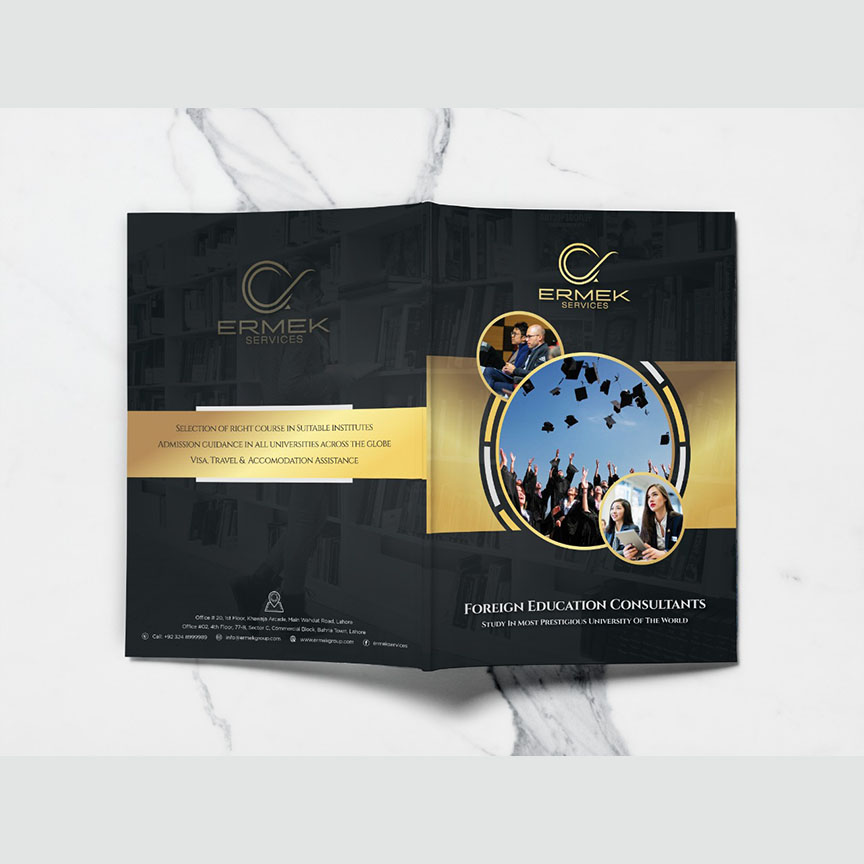 ERMEK
SERVICES
SELECTION OF RIGHT COURSE IN SUITABLE INSTITUTES
ADMISSION GUIDANCE IN ALL UNIVERSITIES ACROSS THE GLOBE
VISA, TRAVEL & ACCOMODATION ASSISTANCE
Office # 20, 1st Floor, Khawaja Arcade, Main Wahdat Road, Lahore
Office #02, 4th Floor, 77-B, Sector C, Commercial Block, Bahria Town, Lahore
Call: +92 324 8999989 info@ermekgroup.com www.ermekgroup.com ermekservices
ERMEK
SERVICES
FOREIGN EDUCATION CONSULTANTS
STUDY IN MOST PRESTIGIOUS UNIVERSITY OF THE WORLD